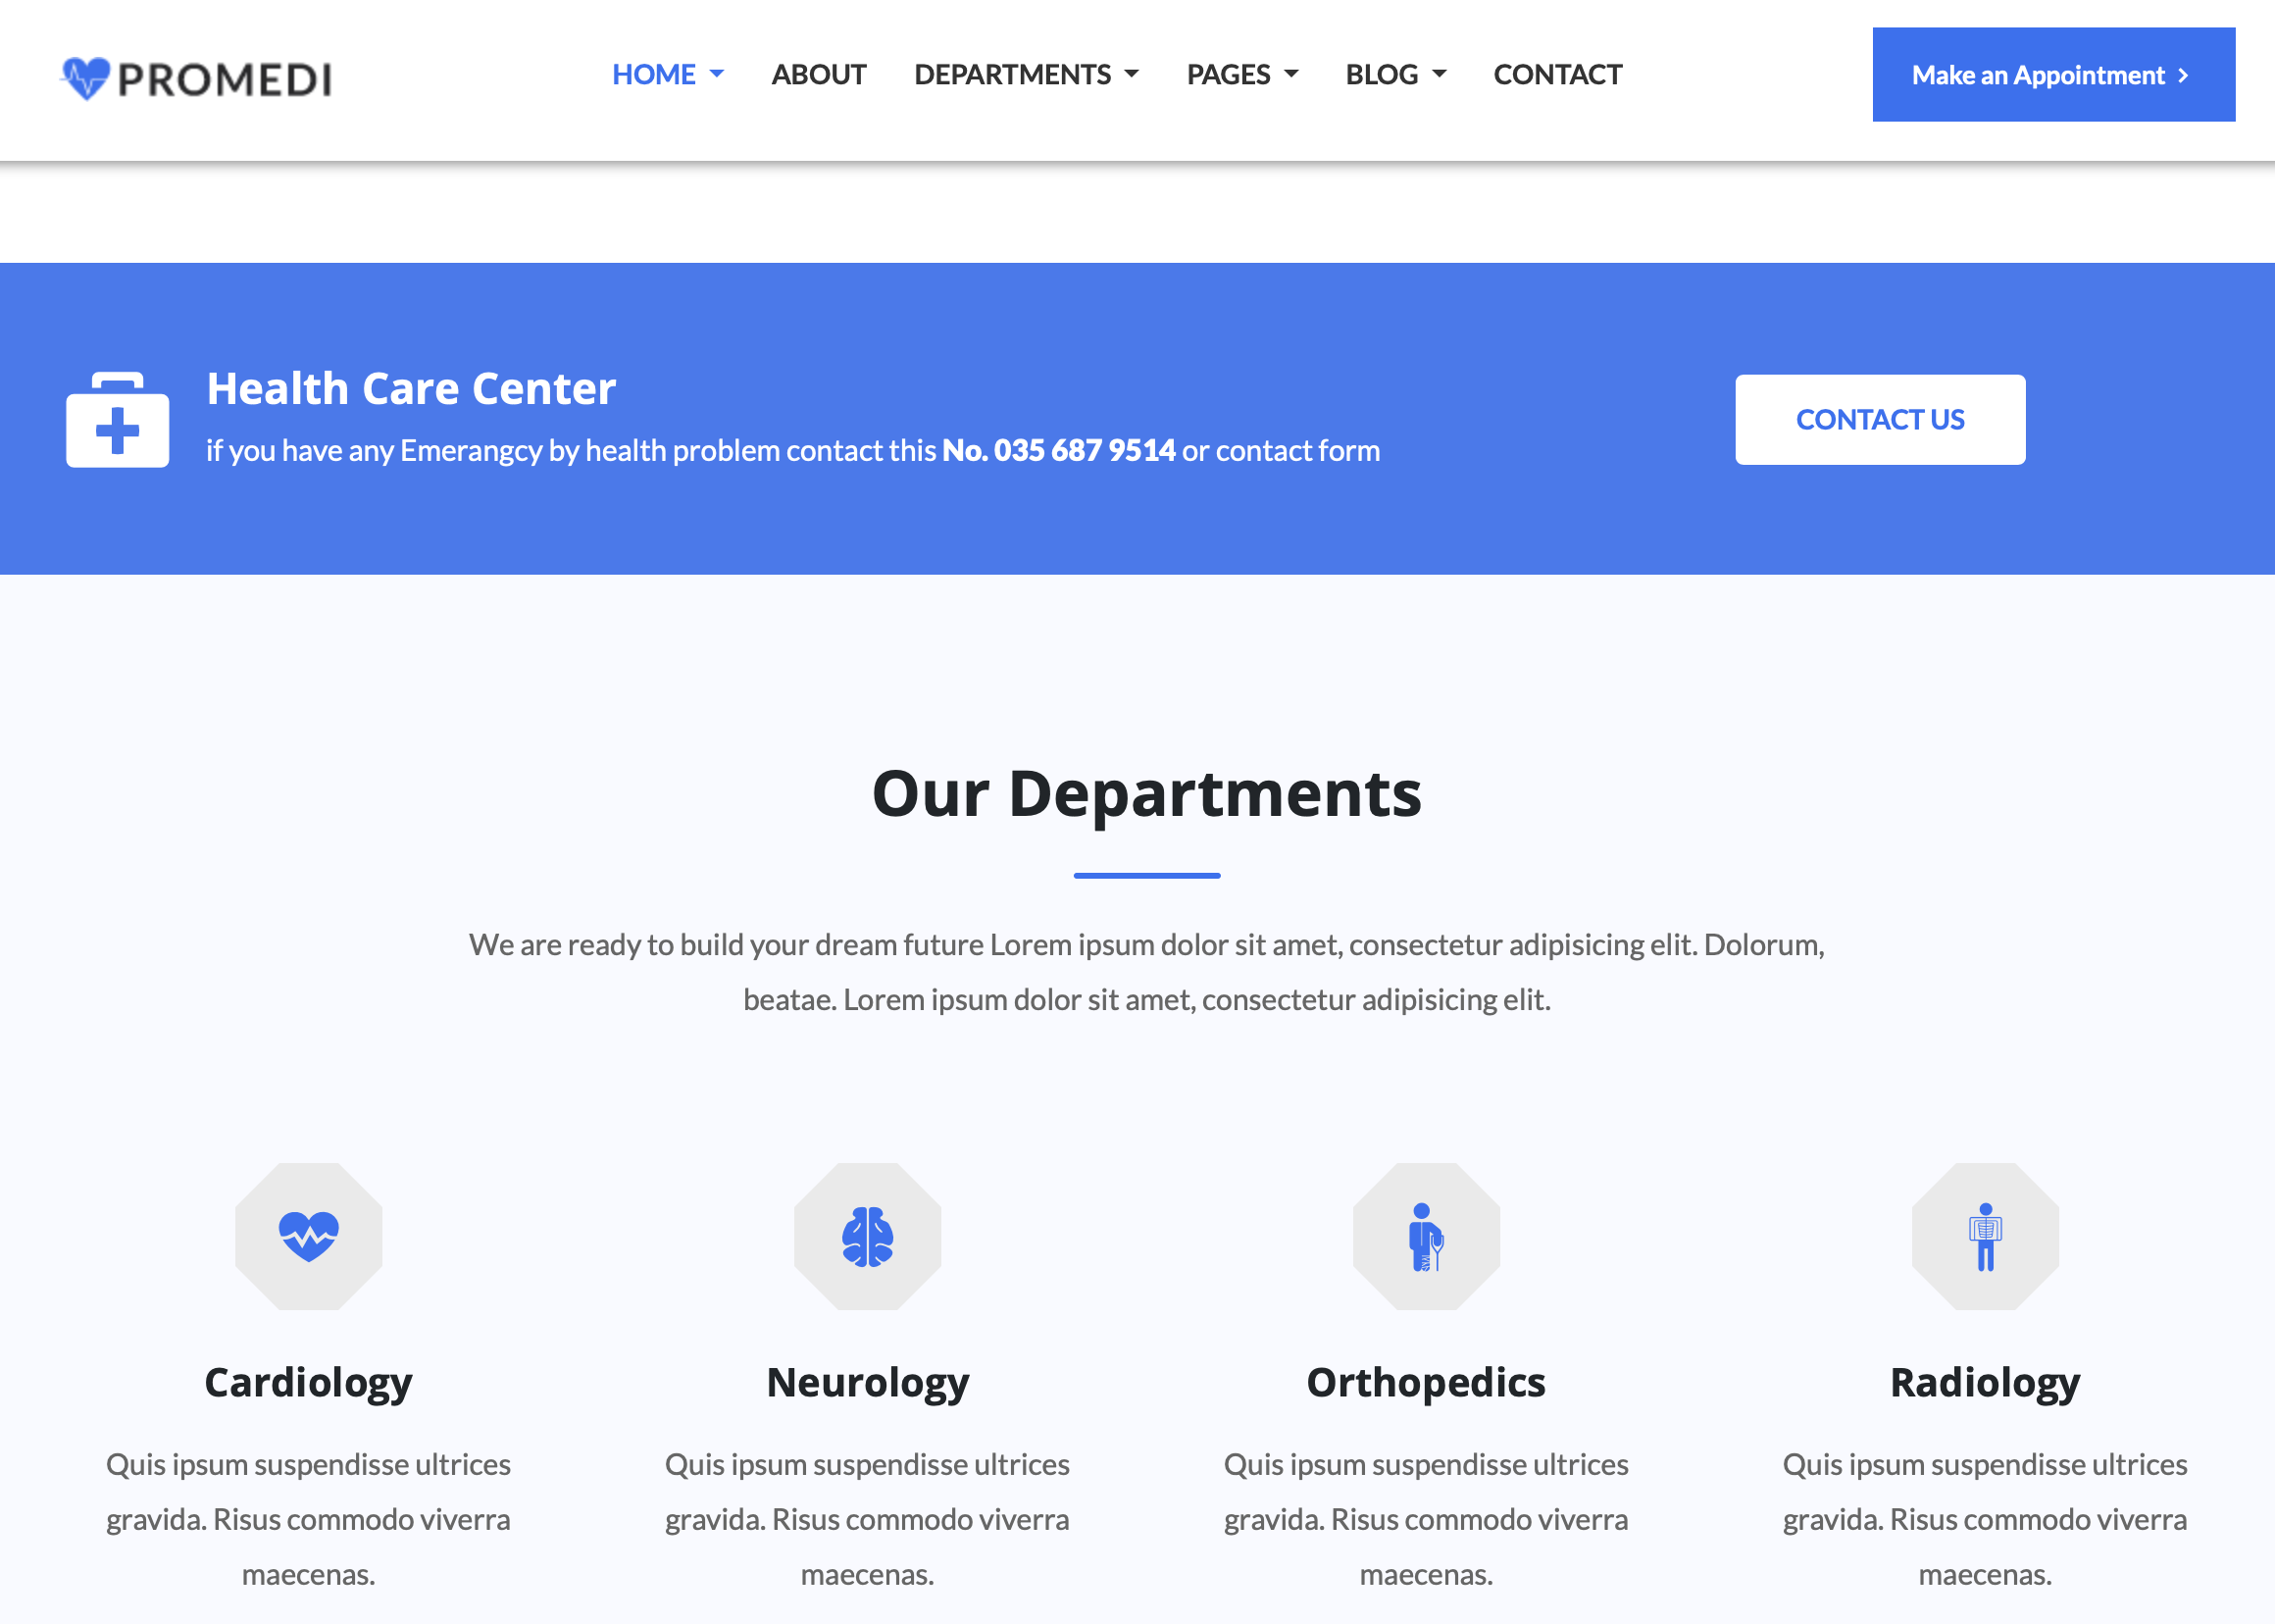 PROMEDI
HOME ABOUT DEPARTMENTS PAGES BLOG CONTACT
Make an Appointment
Health Care Center
if you have any Emerangcy by health problem contact this No. 035 687 9514 or contact form
CONTACT US
Our Departments
We are ready to build your dream future Lorem ipsum dolor sit amet, consectetur adipisicing elit. Dolorum,
beatae. Lorem ipsum dolor sit amet, consectetur adipisicing elit.
Cardiology
Quis ipsum suspendisse ultrices
gravida. Risus commodo viverra
maecenas.
Neurology
Quis ipsum suspendisse ultrices
gravida. Risus commodo viverra
maecenas.
Orthopedics
Quis ipsum suspendisse ultrices
gravida. Risus commodo viverra
maecenas.
Radiology
Quis ipsum suspendisse ultrices
gravida. Risus commodo viverra
maecenas.